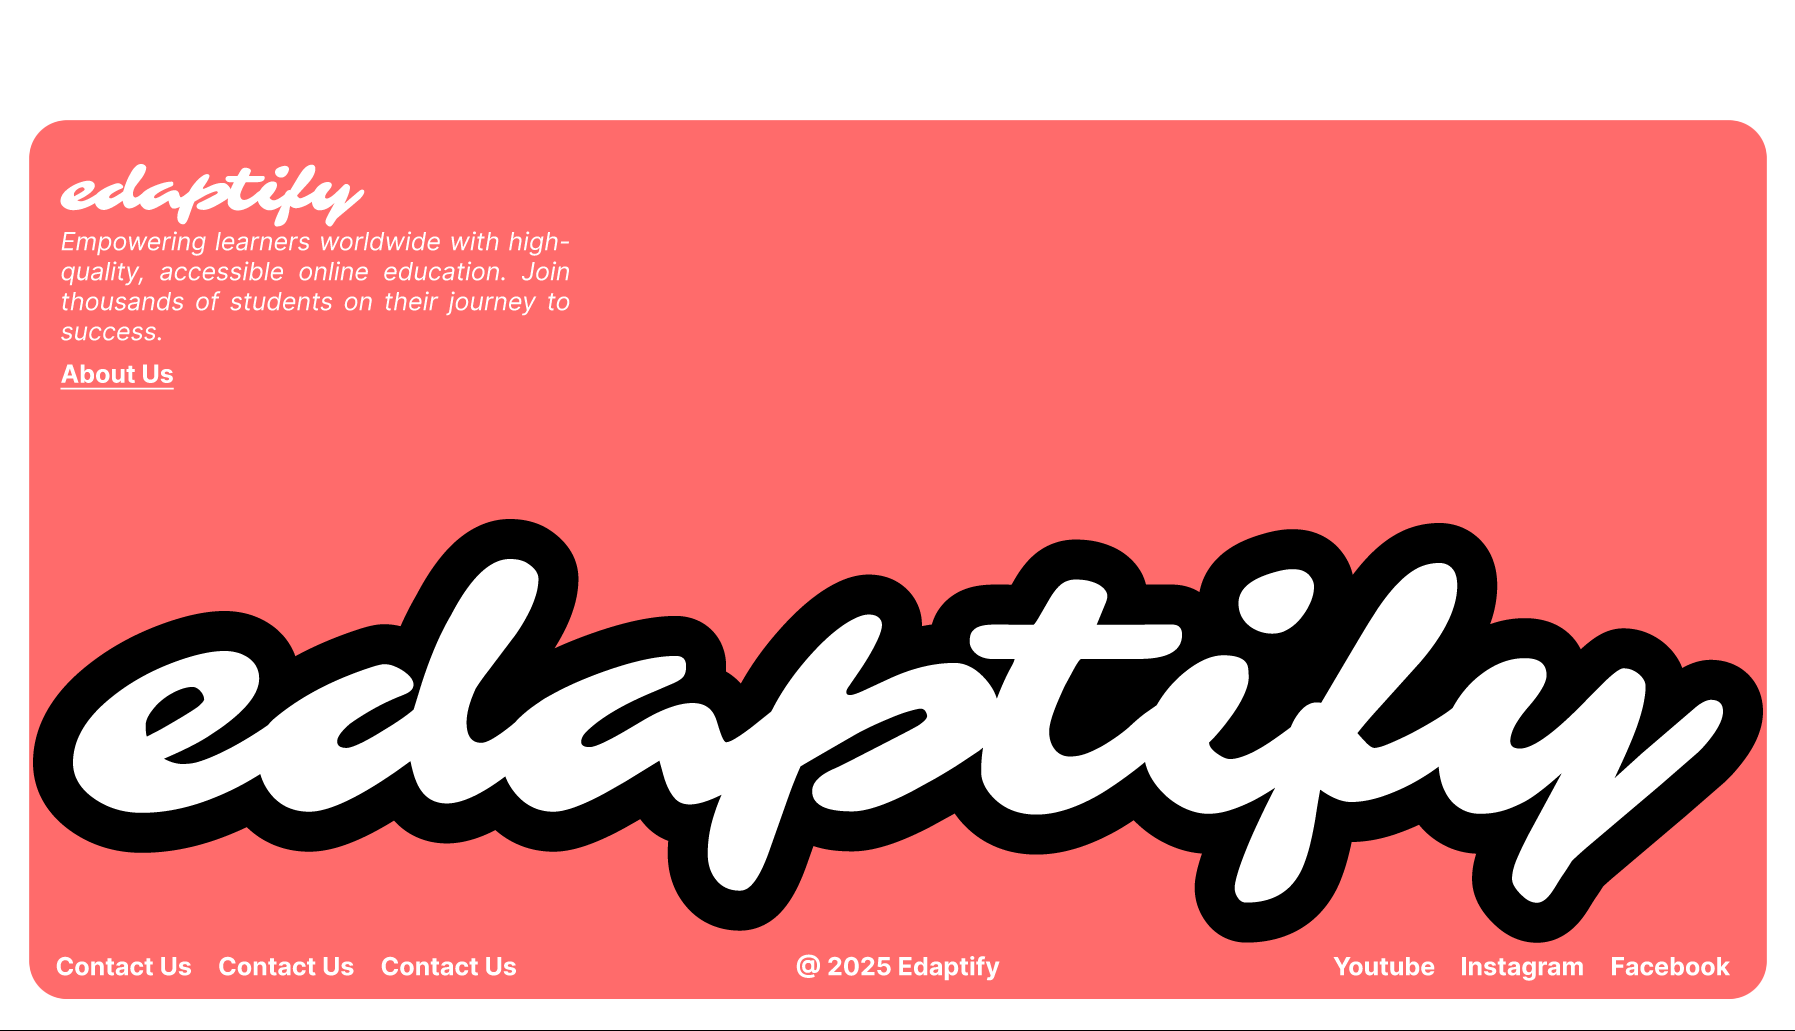 edaptify
Empowering learners worldwide with high-
quality, accessible online education. Join
thousands of students on their journey to
success.
About Us
edaptify
Contact Us Contact Us Contact Us @ 2025 Edaptify Youtube Instagram Facebook